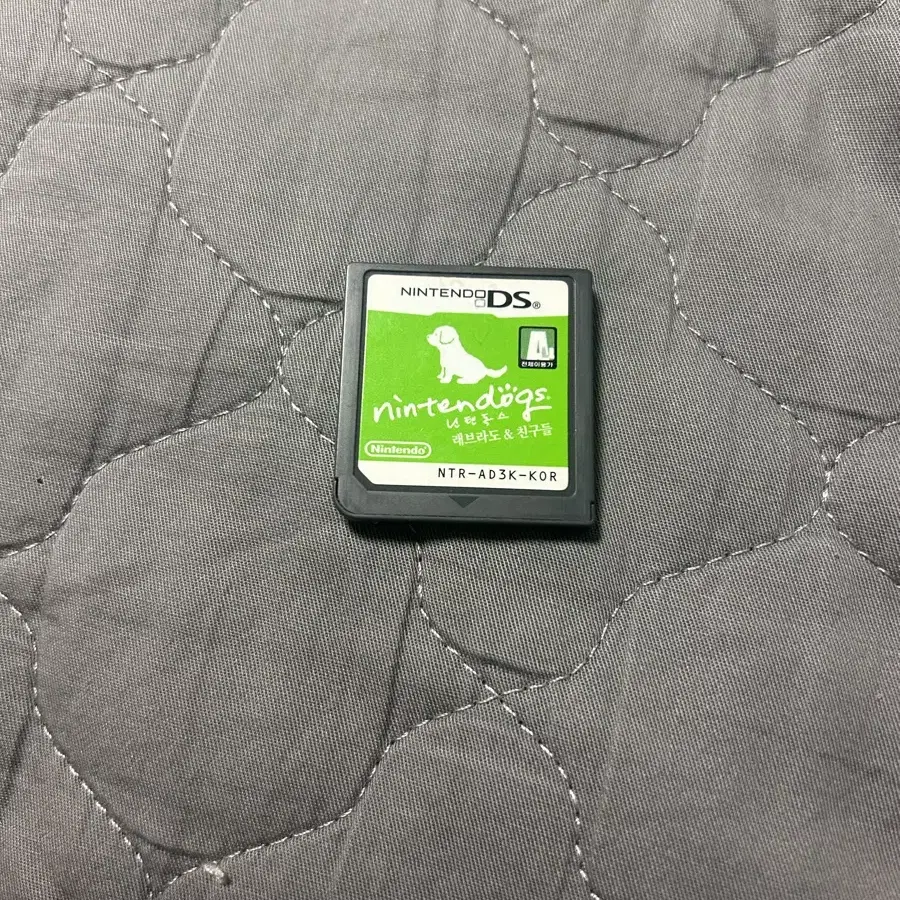 NINTENDO DS®
전체이용가
nintendogs
닌텐독스
래브라도 & 친구들
Nintendo
NTR-AD3K-KOR